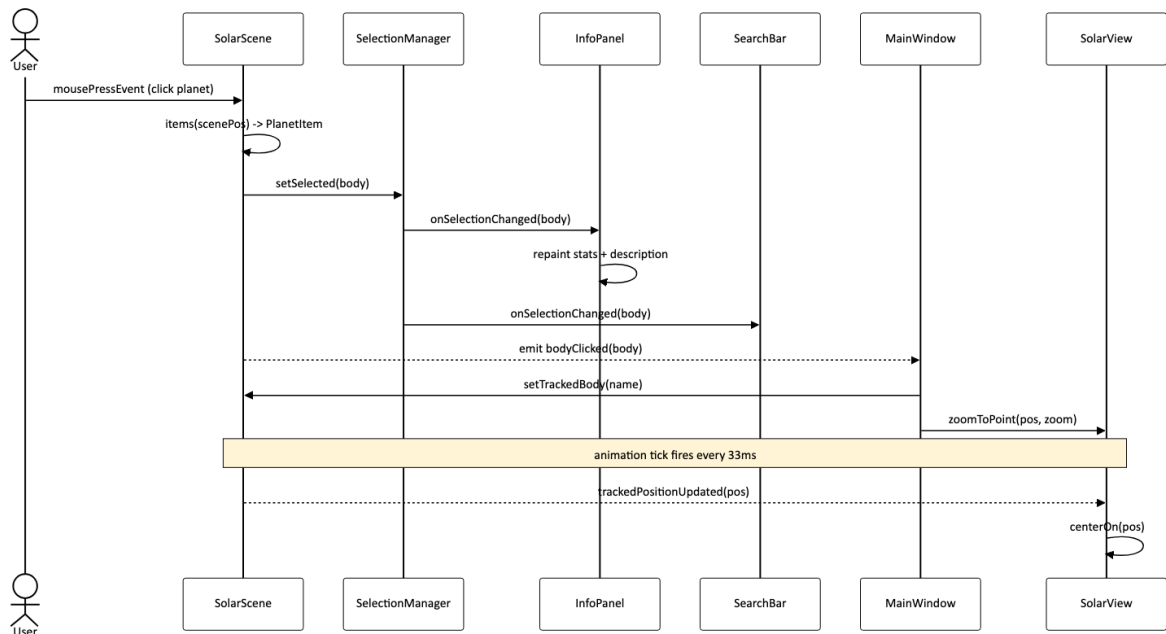 User
SolarScene
SelectionManager
InfoPanel
SearchBar
MainWindow
SolarView
mousePressEvent (click planet)
items(scenePos) -> PlanetItem
setSelected(body)
onSelectionChanged(body)
repaint stats + description
onSelectionChanged(body)
emit bodyClicked(body)
setTrackedBody(name)
zoomToPoint(pos, zoom)
animation tick fires every 33ms
trackedPositionUpdated(pos)
centerOn(pos)
SolarScene
SelectionManager
InfoPanel
SearchBar
MainWindow
SolarView
User